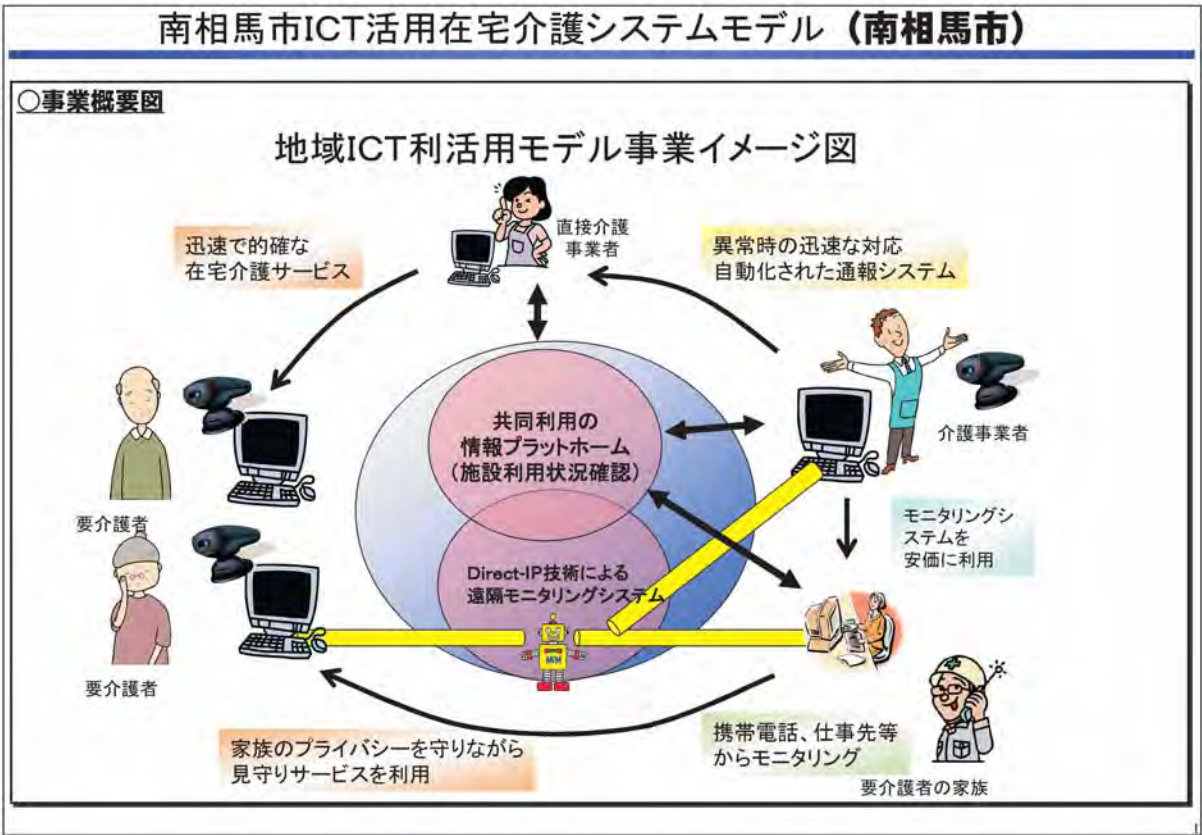 南相馬市ICT活用在宅介護システムモデル（南相馬市）
○事業概要図
地域ICT利活用モデル事業イメージ図
直接介護
事業者
迅速で的確な
在宅介護サービス
異常時の迅速な対応
自動化された通報システム
共同利用の
情報プラットホーム
（施設利用状況確認）
介護事業者
要介護者
モニタリングシ
ステムを
安価に利用
Direct-IP技術による
遠隔モニタリングシステム
要介護者
家族のプライバシーを守りながら
見守りサービスを利用
携帯電話、仕事先等
からモニタリング
要介護者の家族
1